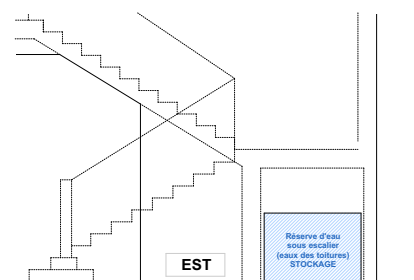 Réserve d'eau
sous escalier
(eaux des toitures)
STOCKAGE
EST